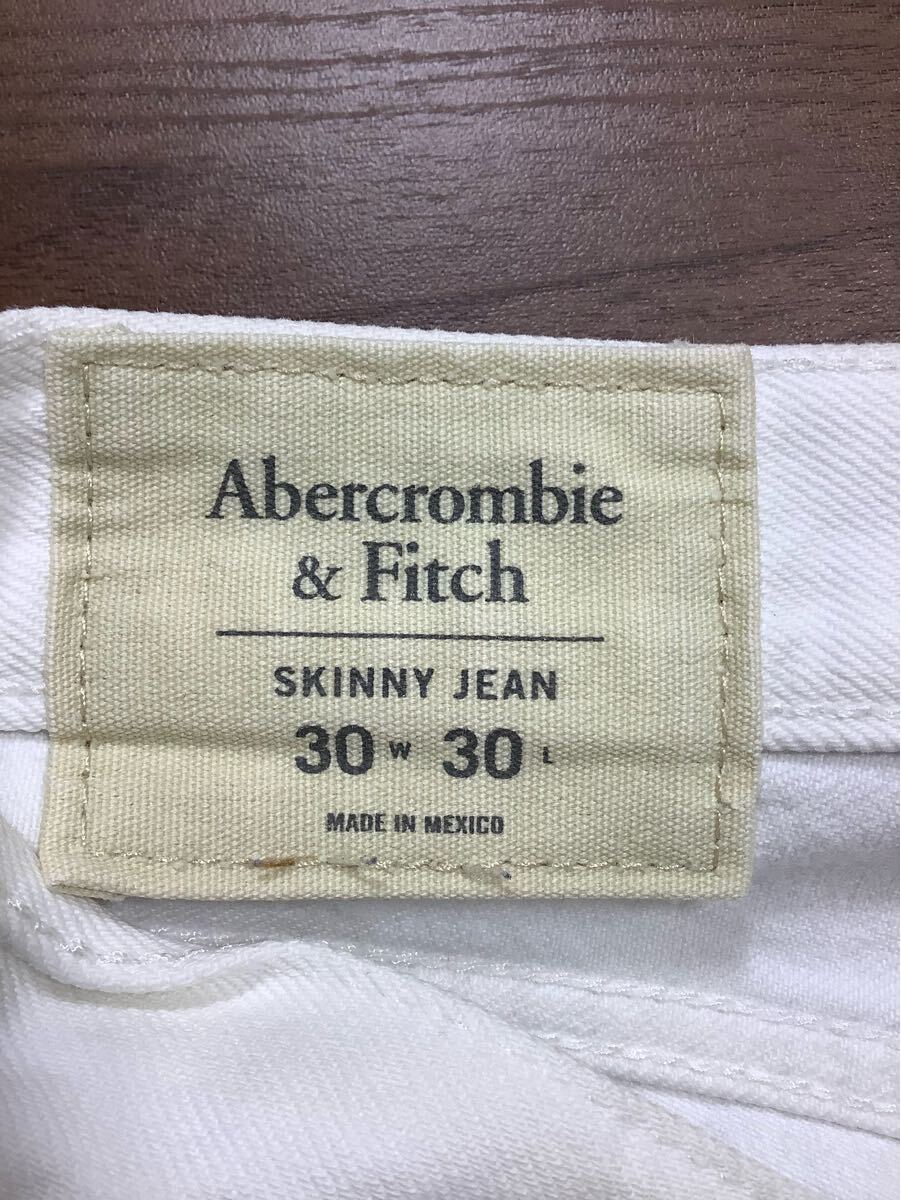 Abercrombie
& Fitch
SKINNY JEAN
30 W 30 L
MADE IN MEXICO